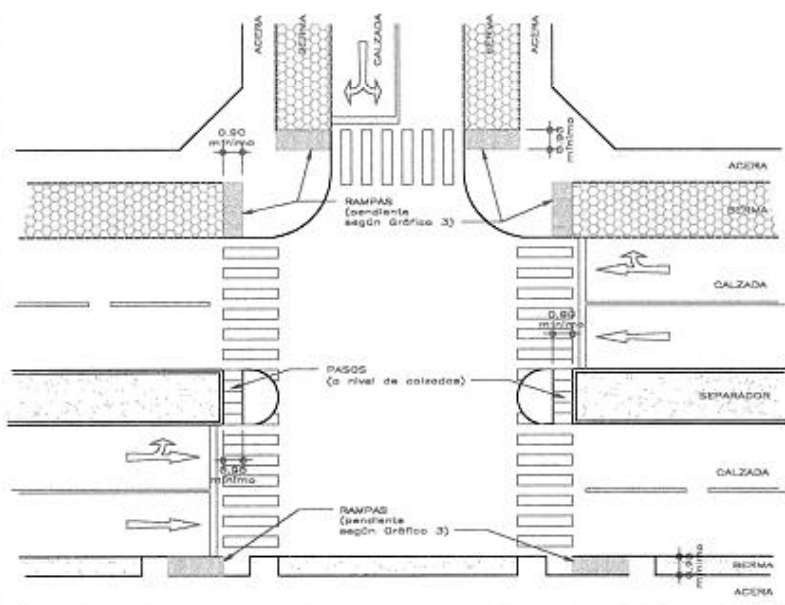 ACERA
BERMA
CALZADA
BERMA
ACERA
0.90
mínimo
0.90
mínimo
ACERA
RAMPAS
(pendiente
según Gráfico 3)
BERMA
CALZADA
0.90
mínimo
PASOS
(a nivel de calzadas)
SEPARADOR
0.90
mínimo
CALZADA
RAMPAS
(pendiente
según Gráfico 3)
0.90
mínimo
BERMA
ACERA